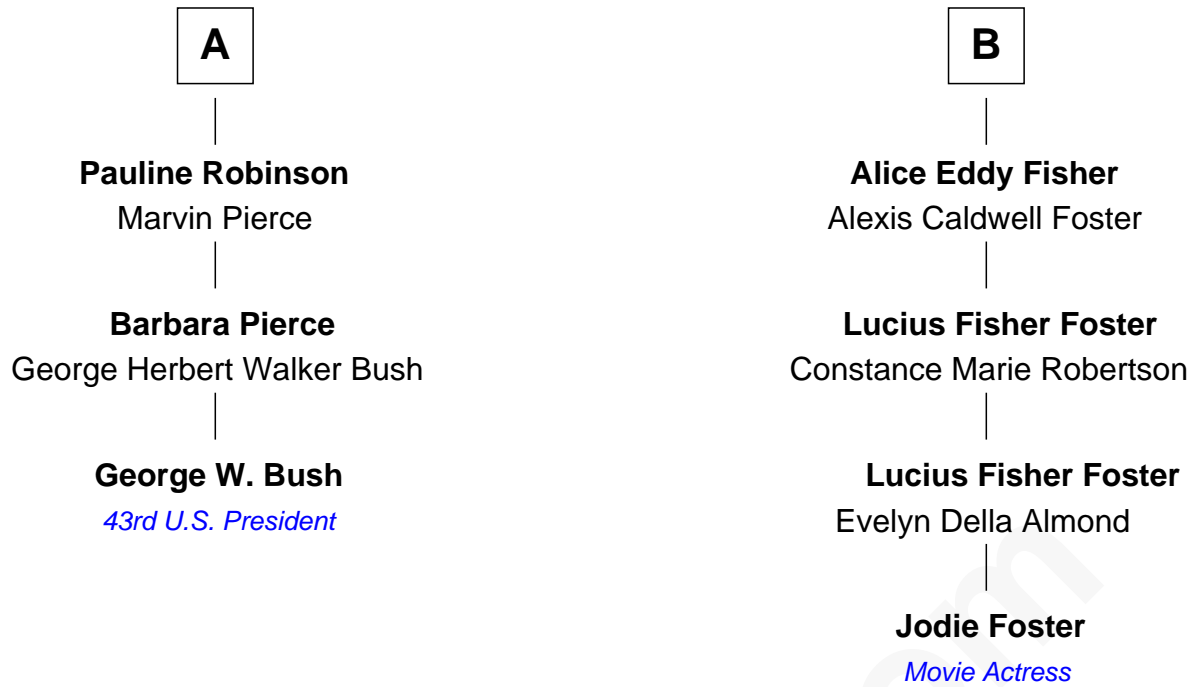 A
Pauline Robinson
Marvin Pierce
Barbara Pierce
George Herbert Walker Bush
George W. Bush
43rd U.S. President
B
Alice Eddy Fisher
Alexis Caldwell Foster
Lucius Fisher Foster
Constance Marie Robertson
Lucius Fisher Foster
Evelyn Della Almond
Jodie Foster
Movie Actress